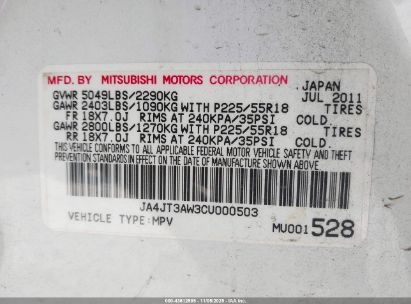 MFD. BY MITSUBISHI MOTORS CORPORATION JAPAN
GVWR 5049LBS/2290KG JUL 2011
GAWR 2403LBS/1090KG WITH P225/55R18 TIRES
FR 18X7.0J RIMS AT 240KPA/35PSI COLD.
GAWR 2800LBS/1270KG WITH P225/55R18 TIRES
RR 18X7.0J RIMS AT 240KPA/35PSI COLD.
THIS VEHICLE CONFORMS TO ALL APPLICABLE FEDERAL MOTOR VEHICLE SAFETY AND THEFT
PREVENTION STANDARDS IN EFFECT ON THE DATE OF MANUFACTURE SHOWN ABOVE.
JA4JT3AW3CU000503
VEHICLE TYPE:MPV MU001528